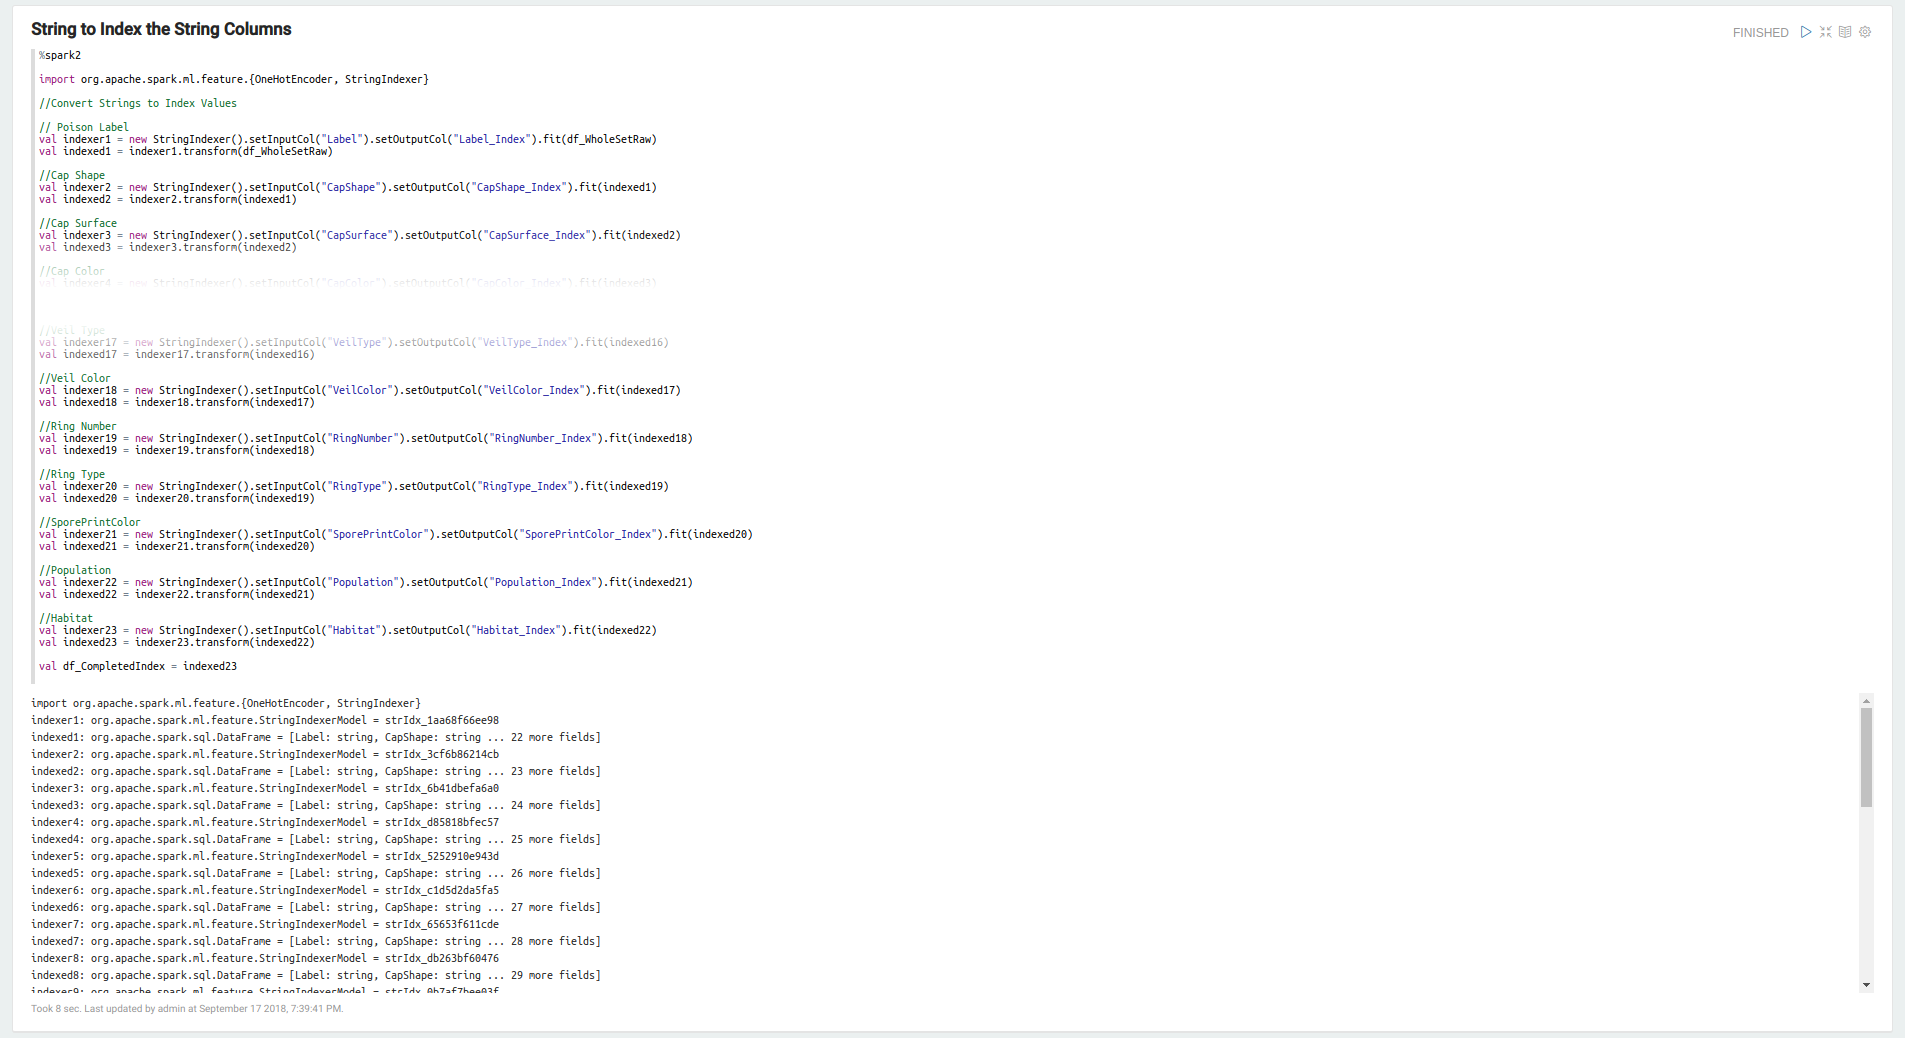 String to Index the String Columns
FINISHED
%spark2
import org.apache.spark.ml.feature.{OneHotEncoder, StringIndexer}
//Convert Strings to Index Values
// Poison Label
val indexer1 = new StringIndexer().setInputCol("Label").setOutputCol("Label_Index").fit(df_WholeSetRaw)
val indexed1 = indexer1.transform(df_WholeSetRaw)
//Cap Shape
val indexer2 = new StringIndexer().setInputCol("CapShape").setOutputCol("CapShape_Index").fit(indexed1)
val indexed2 = indexer2.transform(indexed1)
//Cap Surface
val indexer3 = new StringIndexer().setInputCol("CapSurface").setOutputCol("CapSurface_Index").fit(indexed2)
val indexed3 = indexer3.transform(indexed2)
//Cap Color
val indexer4 = new StringIndexer().setInputCol("CapColor").setOutputCol("CapColor_Index").fit(indexed3)
//Veil Type
val indexer17 = new StringIndexer().setInputCol("VeilType").setOutputCol("VeilType_Index").fit(indexed16)
val indexed17 = indexer17.transform(indexed16)
//Veil Color
val indexer18 = new StringIndexer().setInputCol("VeilColor").setOutputCol("VeilColor_Index").fit(indexed17)
val indexed18 = indexer18.transform(indexed17)
//Ring Number
val indexer19 = new StringIndexer().setInputCol("RingNumber").setOutputCol("RingNumber_Index").fit(indexed18)
val indexed19 = indexer19.transform(indexed18)
//Ring Type
val indexer20 = new StringIndexer().setInputCol("RingType").setOutputCol("RingType_Index").fit(indexed19)
val indexed20 = indexer20.transform(indexed19)
//SporePrintColor
val indexer21 = new StringIndexer().setInputCol("SporePrintColor").setOutputCol("SporePrintColor_Index").fit(indexed20)
val indexed21 = indexer21.transform(indexed20)
//Population
val indexer22 = new StringIndexer().setInputCol("Population").setOutputCol("Population_Index").fit(indexed21)
val indexed22 = indexer22.transform(indexed21)
//Habitat
val indexer23 = new StringIndexer().setInputCol("Habitat").setOutputCol("Habitat_Index").fit(indexed22)
val indexed23 = indexer23.transform(indexed22)
val df_CompletedIndex = indexed23
import org.apache.spark.ml.feature.{OneHotEncoder, StringIndexer}
indexer1: org.apache.spark.ml.feature.StringIndexerModel = strIdx_1aa68f66ee98
indexed1: org.apache.spark.sql.DataFrame = [Label: string, CapShape: string ... 22 more fields]
indexer2: org.apache.spark.ml.feature.StringIndexerModel = strIdx_3cf6b86214cb
indexed2: org.apache.spark.sql.DataFrame = [Label: string, CapShape: string ... 23 more fields]
indexer3: org.apache.spark.ml.feature.StringIndexerModel = strIdx_6b41dbefa6a0
indexed3: org.apache.spark.sql.DataFrame = [Label: string, CapShape: string ... 24 more fields]
indexer4: org.apache.spark.ml.feature.StringIndexerModel = strIdx_d85818bfec57
indexed4: org.apache.spark.sql.DataFrame = [Label: string, CapShape: string ... 25 more fields]
indexer5: org.apache.spark.ml.feature.StringIndexerModel = strIdx_5252910e943d
indexed5: org.apache.spark.sql.DataFrame = [Label: string, CapShape: string ... 26 more fields]
indexer6: org.apache.spark.ml.feature.StringIndexerModel = strIdx_c1d5d2da5fa5
indexed6: org.apache.spark.sql.DataFrame = [Label: string, CapShape: string ... 27 more fields]
indexer7: org.apache.spark.ml.feature.StringIndexerModel = strIdx_65653f611cde
indexed7: org.apache.spark.sql.DataFrame = [Label: string, CapShape: string ... 28 more fields]
indexer8: org.apache.spark.ml.feature.StringIndexerModel = strIdx_db263bf60476
indexed8: org.apache.spark.sql.DataFrame = [Label: string, CapShape: string ... 29 more fields]
indexer9: org.apache.spark.ml.feature.StringIndexerModel = strIdx_0b7af7bee03f
Took 8 sec. Last updated by admin at September 17 2018, 7:39:41 PM.